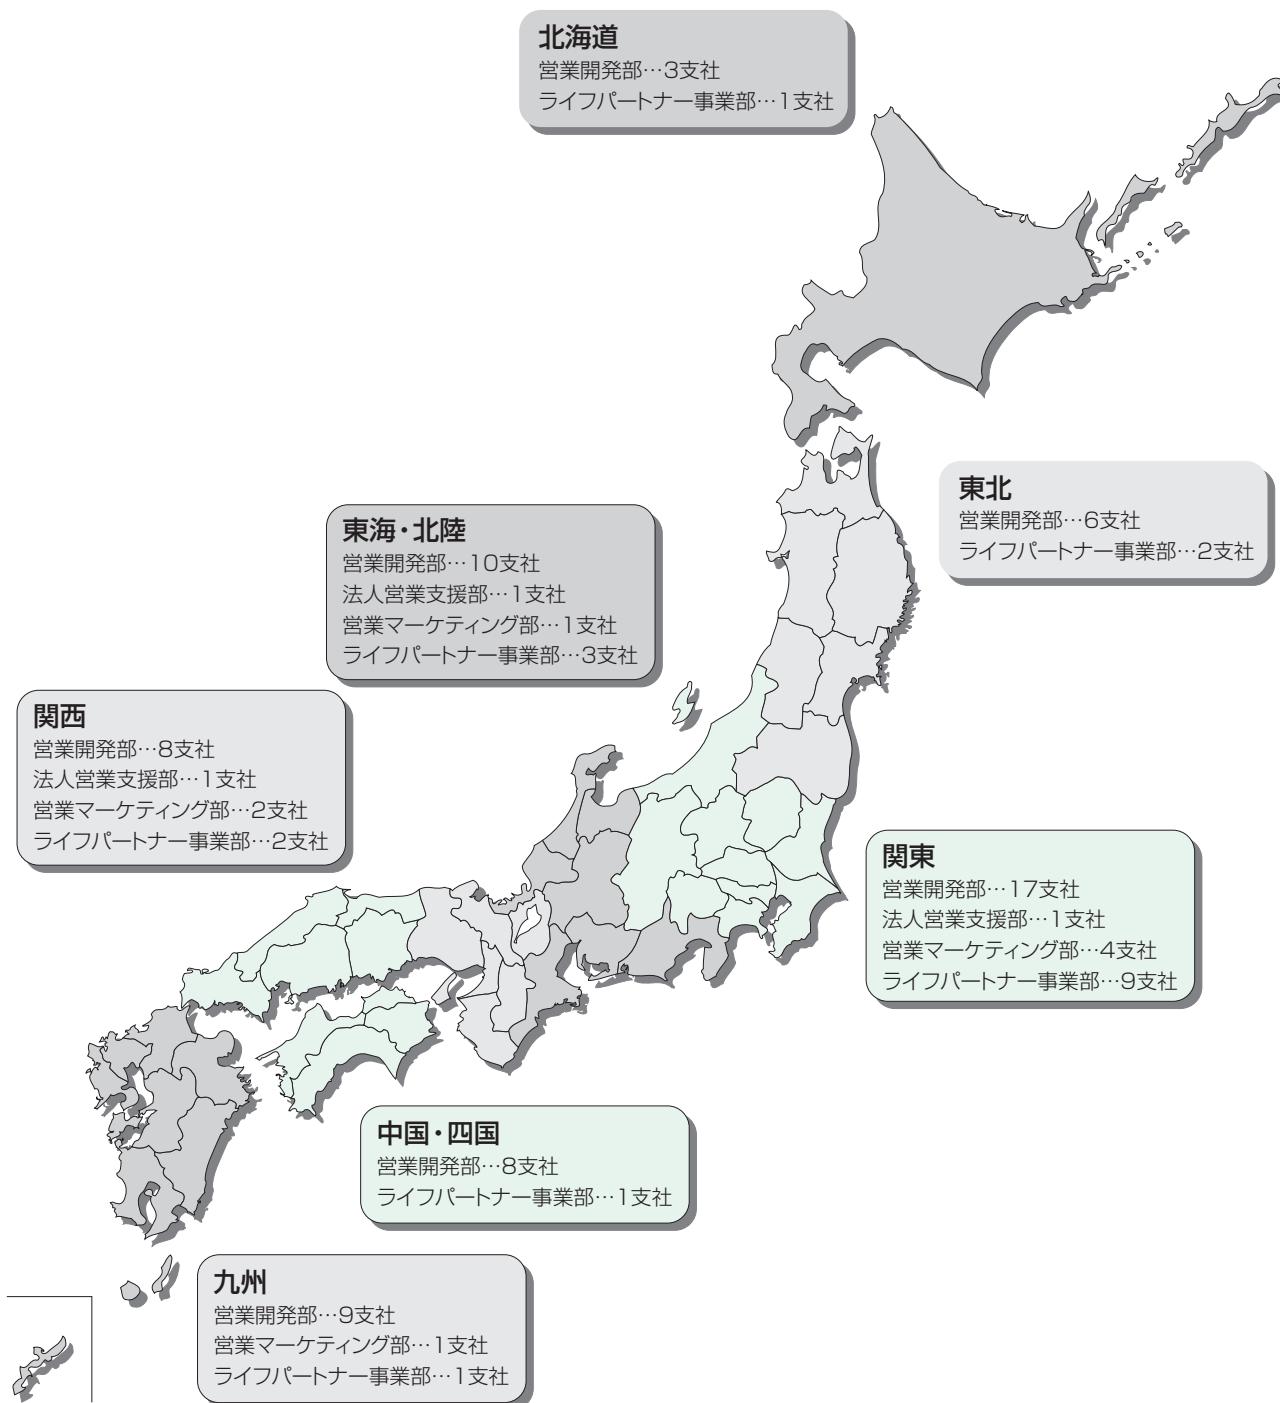 北海道
営業開発部…3支社
ライフパートナー事業部…1支社
東北
営業開発部…6支社
ライフパートナー事業部…2支社
東海・北陸
営業開発部…10支社
法人営業支援部…1支社
営業マーケティング部…1支社
ライフパートナー事業部…3支社
関西
営業開発部…8支社
法人営業支援部…1支社
営業マーケティング部…2支社
ライフパートナー事業部…2支社
関東
営業開発部…17支社
法人営業支援部…1支社
営業マーケティング部…4支社
ライフパートナー事業部…9支社
中国・四国
営業開発部…8支社
ライフパートナー事業部…1支社
九州
営業開発部…9支社
営業マーケティング部…1支社
ライフパートナー事業部…1支社